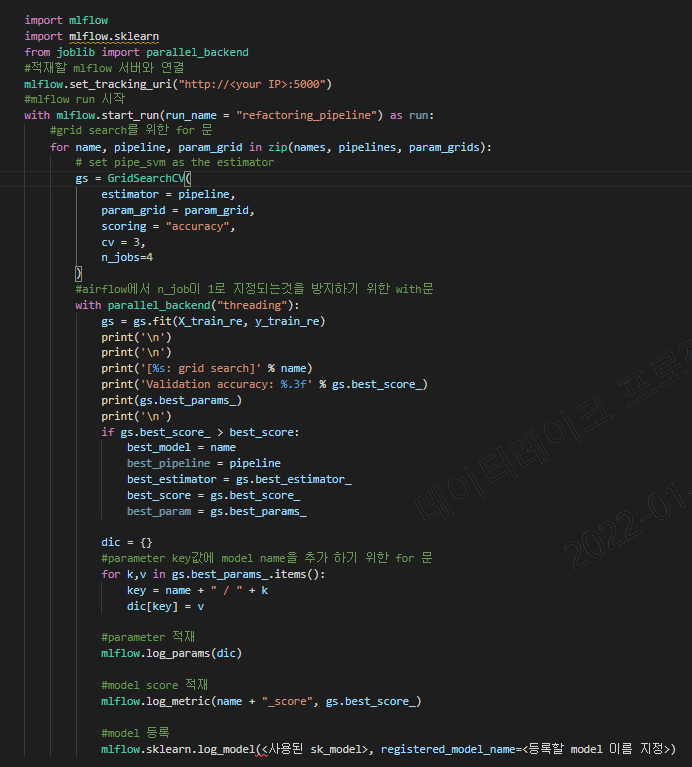 import mlflow
import mlflow.sklearn
from joblib import parallel_backend
#적재할 mlflow 서버와 연결
mlflow.set_tracking_uri("http://<your IP>:5000")
#mlflow run 시작
with mlflow.start_run(run_name = "refactoring_pipeline") as run:
    #grid search를 위한 for 문
    for name, pipeline, param_grid in zip(names, pipelines, param_grids):
        # set pipe_svm as the estimator
        gs = GridSearchCV(
            estimator = pipeline,
            param_grid = param_grid,
            scoring = "accuracy",
            cv = 3,
            n_jobs=4
        )
        #airflow에서 n_job이 1로 지정되는것을 방지하기 위한 with문
        with parallel_backend("threading"):
            gs = gs.fit(X_train_re, y_train_re)
            print('\n')
            print('\n')
            print('[%s: grid search]' % name)
            print('Validation accuracy: %.3f' % gs.best_score_)
            print(gs.best_params_)
            print('\n')
            if gs.best_score_ > best_score:
                best_model = name
                best_pipeline = pipeline
                best_estimator = gs.best_estimator_
                best_score = gs.best_score_
                best_param = gs.best_params_
            dic = {}
            #parameter key값에 model name을 추가 하기 위한 for 문
            for k,v in gs.best_params_.items():
                key = name + " / " + k
                dic[key] = v
            #parameter 적재
            mlflow.log_params(dic)
            #model score 적재
            mlflow.log_metric(name + "_score", gs.best_score_)
            #model 등록
            mlflow.sklearn.log_model(<사용된 sk_model>, registered_model_name=<등록할 model 이름 지정>)
데이터레이크
2022-01